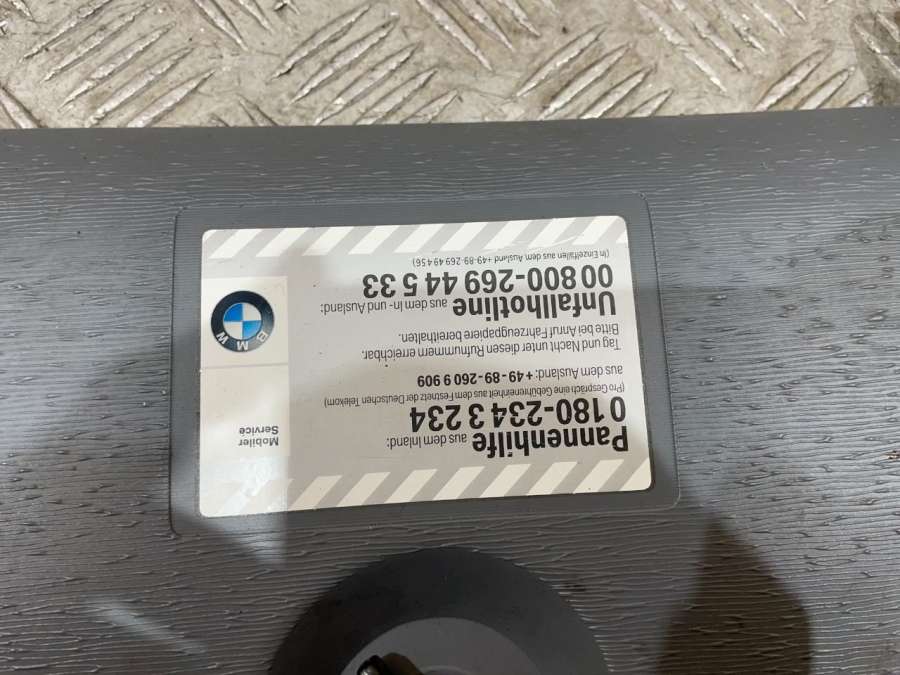 Pannenhilfe aus dem Inland:
0 180-234 3 234
(Pro Gespräch eine Gebühreneinheit aus dem Festnetz der Deutschen Telekom)
aus dem Ausland: +49-89-260 9 909
Tag und Nacht unter diesen Rufnummern erreichbar.
Bitte bei Anruf Fahrzeugpapiere bereithalten.
Unfallhotline aus dem In- und Ausland:
00 800-269 44 5 33
(In Einzelfällen aus dem Ausland +49-89-269 49 4 56)
Mobiler
Service
BMW